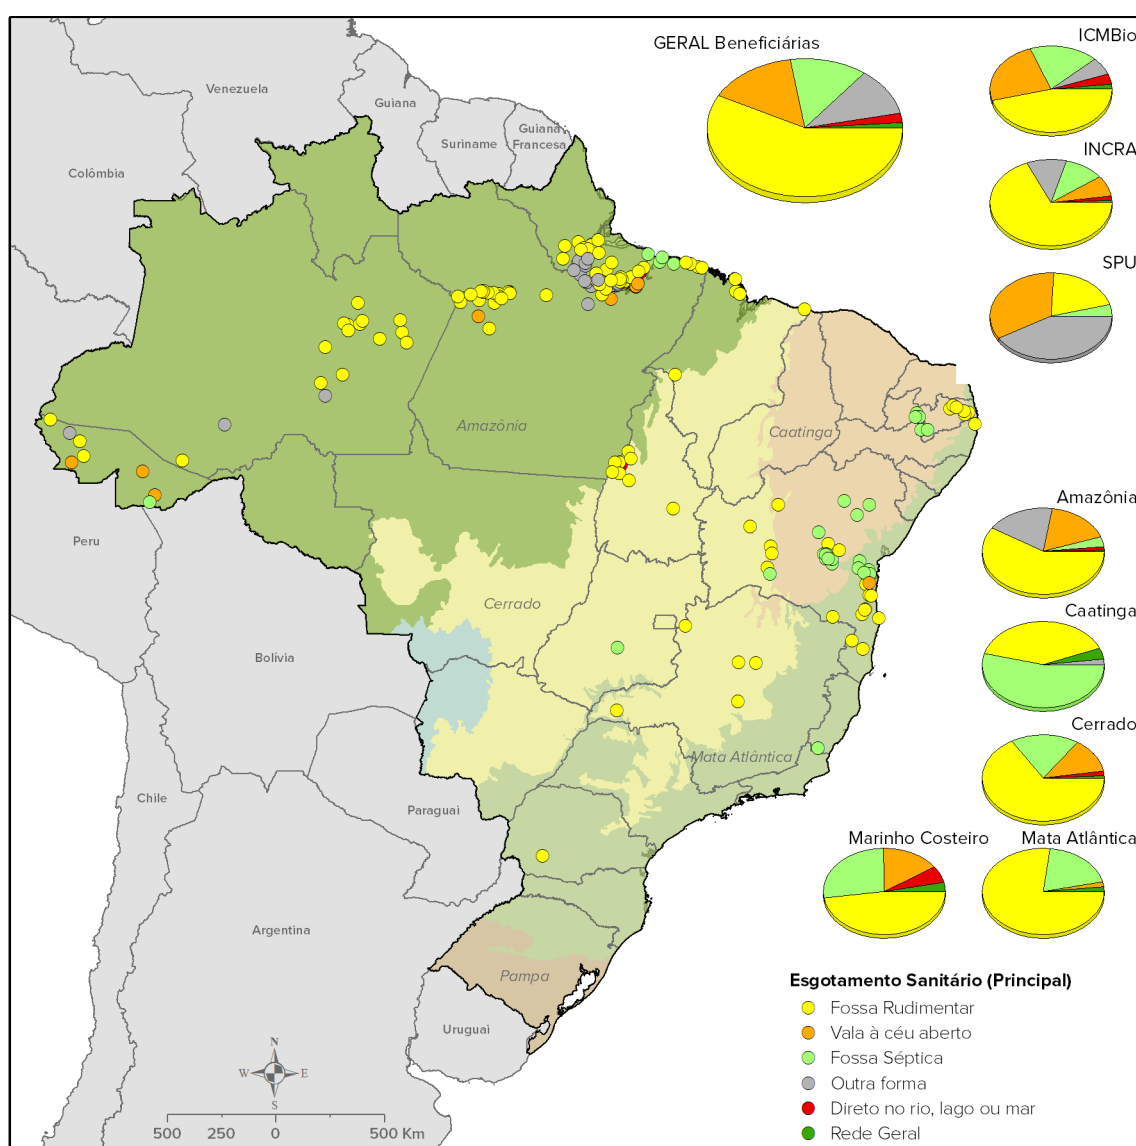 GERAL Beneficiárias
ICMBio
INCRA
SPU
Venezuela
Guiana
Suriname
Guiana
Francesa
Colômbia
Amazônia
Caatinga
Peru
Cerrado
Bolívia
Mata Atlântica
Chile
Paraguai
Argentina
Pampa
Uruguai
Amazônia
Caatinga
Cerrado
Marinho Costeiro
Mata Atlântica
Esgotamento Sanitário (Principal)
Fossa Rudimentar
Vala à céu aberto
Fossa Séptica
Outra forma
Direto no rio, lago ou mar
Rede Geral
N
W E
S
500 250 0 500 Km